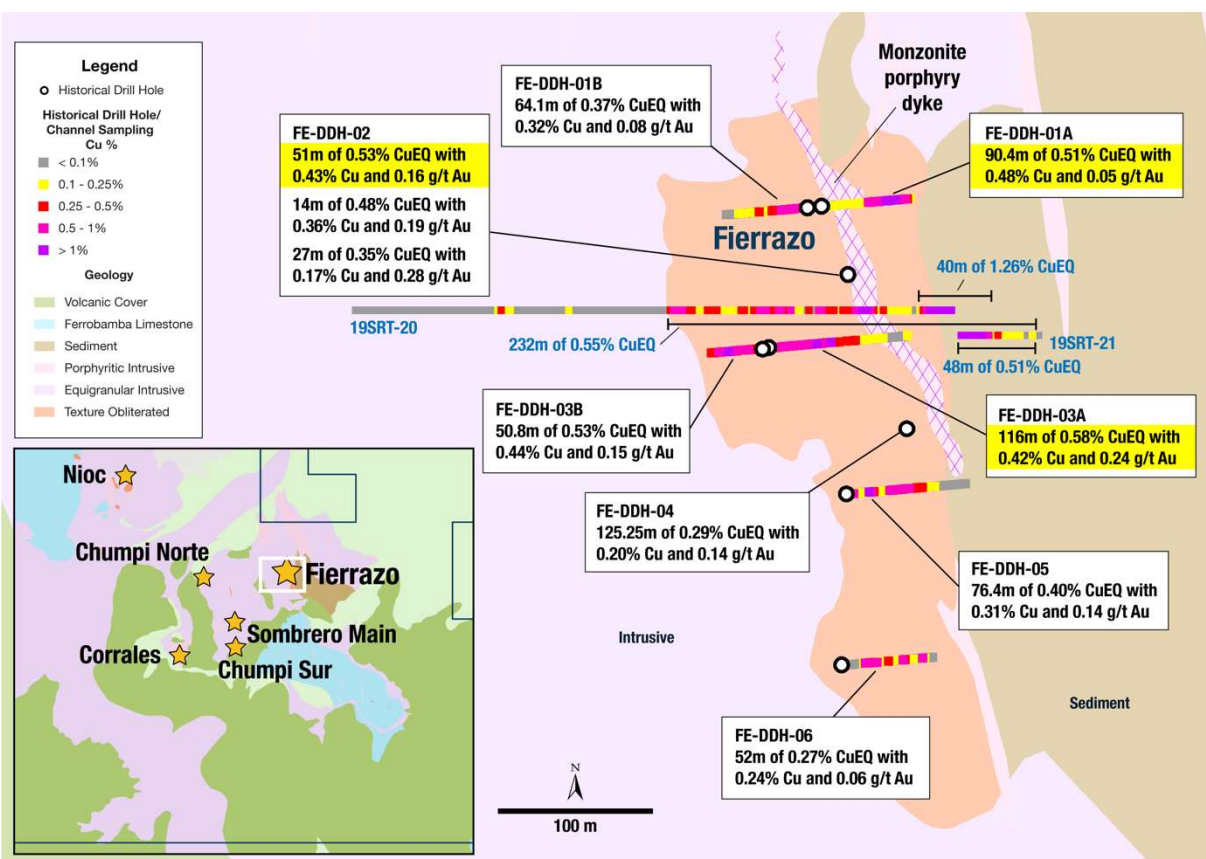 Legend
Historical Drill Hole
Historical Drill Hole/
Channel Sampling
Cu %
< 0.1%
0.1 - 0.25%
0.25 - 0.5%
0.5 - 1%
> 1%
Geology
Volcanic Cover
Ferrobamba Limestone
Sediment
Porphyritic Intrusive
Equigranular Intrusive
Texture Obliterated
FE-DDH-02
51m of 0.53% CuEQ with
0.43% Cu and 0.16 g/t Au
14m of 0.48% CuEQ with
0.36% Cu and 0.19 g/t Au
27m of 0.35% CuEQ with
0.17% Cu and 0.28 g/t Au
FE-DDH-01B
64.1m of 0.37% CuEQ with
0.32% Cu and 0.08 g/t Au
Monzonite
porphyry
dyke
FE-DDH-01A
90.4m of 0.51% CuEQ with
0.48% Cu and 0.05 g/t Au
Fierrazo
40m of 1.26% CuEQ
19SRT-20
232m of 0.55% CuEQ
19SRT-21
48m of 0.51% CuEQ
FE-DDH-03B
50.8m of 0.53% CuEQ with
0.44% Cu and 0.15 g/t Au
FE-DDH-03A
116m of 0.58% CuEQ with
0.42% Cu and 0.24 g/t Au
FE-DDH-04
125.25m of 0.29% CuEQ with
0.20% Cu and 0.14 g/t Au
FE-DDH-05
76.4m of 0.40% CuEQ with
0.31% Cu and 0.14 g/t Au
Intrusive
Sediment
FE-DDH-06
52m of 0.27% CuEQ with
0.24% Cu and 0.06 g/t Au
N
100 m
Nioc
Chumpi Norte
Fierrazo
Sombrero Main
Corrales
Chumpi Sur